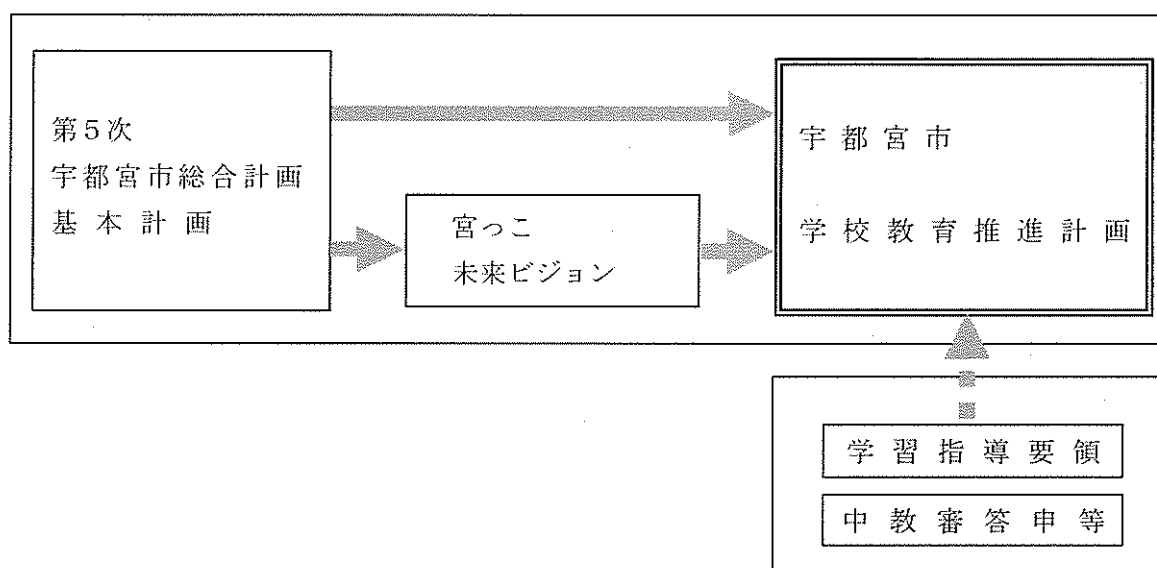 第5次
宇都宮市総合計画
基本計画
宮っこ
未来ビジョン
宇都宮市
学校教育推進計画
学習指導要領
中教審答申等